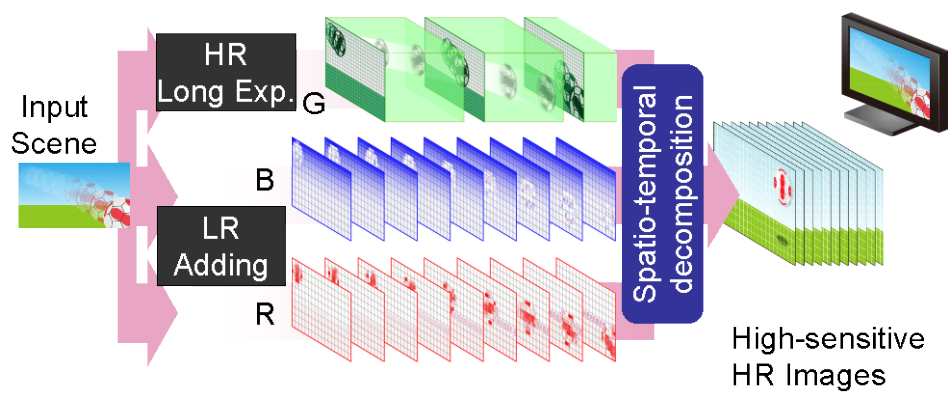 Input
Scene
HR
Long Exp.
G
B
LR
Adding
R
Spatio-temporal
decomposition
High-sensitive
HR Images